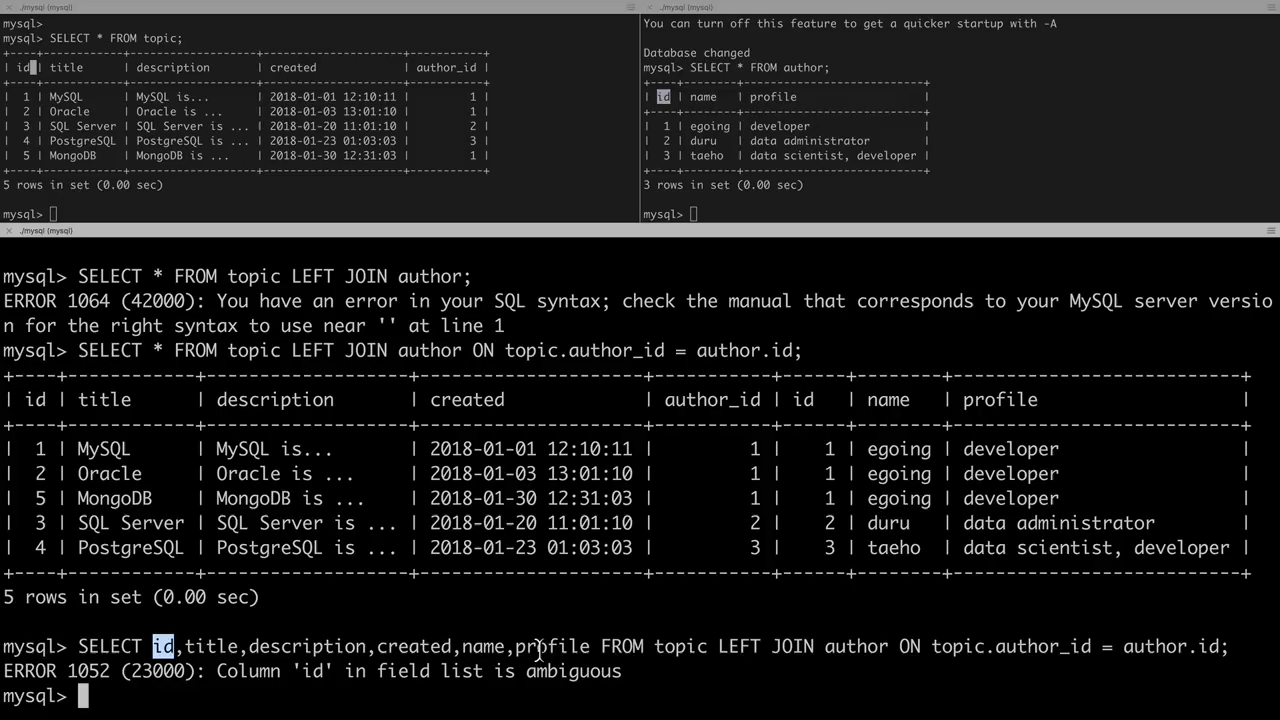 ./mysql (mysql)
mysql>
mysql> SELECT * FROM topic;
+----+------------+-------------------+---------------------+-----------+
| id | title      | description       | created             | author_id |
+----+------------+-------------------+---------------------+-----------+
|  1 | MySQL      | MySQL is...       | 2018-01-01 12:10:11 |         1 |
|  2 | Oracle     | Oracle is ...     | 2018-01-03 13:01:10 |         1 |
|  3 | SQL Server | SQL Server is ... | 2018-01-20 11:01:10 |         2 |
|  4 | PostgreSQL | PostgreSQL is ... | 2018-01-23 01:03:03 |         3 |
|  5 | MongoDB    | MongoDB is ...    | 2018-01-30 12:31:03 |         1 |
+----+------------+-------------------+---------------------+-----------+
5 rows in set (0.00 sec)
mysql>
./mysql (mysql)
You can turn off this feature to get a quicker startup with -A
Database changed
mysql> SELECT * FROM author;
+----+--------+---------------------------+
| id | name   | profile                   |
+----+--------+---------------------------+
|  1 | egoing | developer                 |
|  2 | duru   | data administrator        |
|  3 | taeho  | data scientist, developer |
+----+--------+---------------------------+
3 rows in set (0.00 sec)
mysql>
./mysql (mysql)
mysql> SELECT * FROM topic LEFT JOIN author;
ERROR 1064 (42000): You have an error in your SQL syntax; check the manual that corresponds to your MySQL server versio
n for the right syntax to use near '' at line 1
mysql> SELECT * FROM topic LEFT JOIN author ON topic.author_id = author.id;
+----+------------+-------------------+---------------------+-----------+------+--------+---------------------------+
| id | title      | description       | created             | author_id | id   | name   | profile                   |
+----+------------+-------------------+---------------------+-----------+------+--------+---------------------------+
|  1 | MySQL      | MySQL is...       | 2018-01-01 12:10:11 |         1 |    1 | egoing | developer                 |
|  2 | Oracle     | Oracle is ...     | 2018-01-03 13:01:10 |         1 |    1 | egoing | developer                 |
|  5 | MongoDB    | MongoDB is ...    | 2018-01-30 12:31:03 |         1 |    1 | egoing | developer                 |
|  3 | SQL Server | SQL Server is ... | 2018-01-20 11:01:10 |         2 |    2 | duru   | data administrator        |
|  4 | PostgreSQL | PostgreSQL is ... | 2018-01-23 01:03:03 |         3 |    3 | taeho  | data scientist, developer |
+----+------------+-------------------+---------------------+-----------+------+--------+---------------------------+
5 rows in set (0.00 sec)
mysql> SELECT id,title,description,created,name,profile FROM topic LEFT JOIN author ON topic.author_id = author.id;
ERROR 1052 (23000): Column 'id' in field list is ambiguous
mysql>